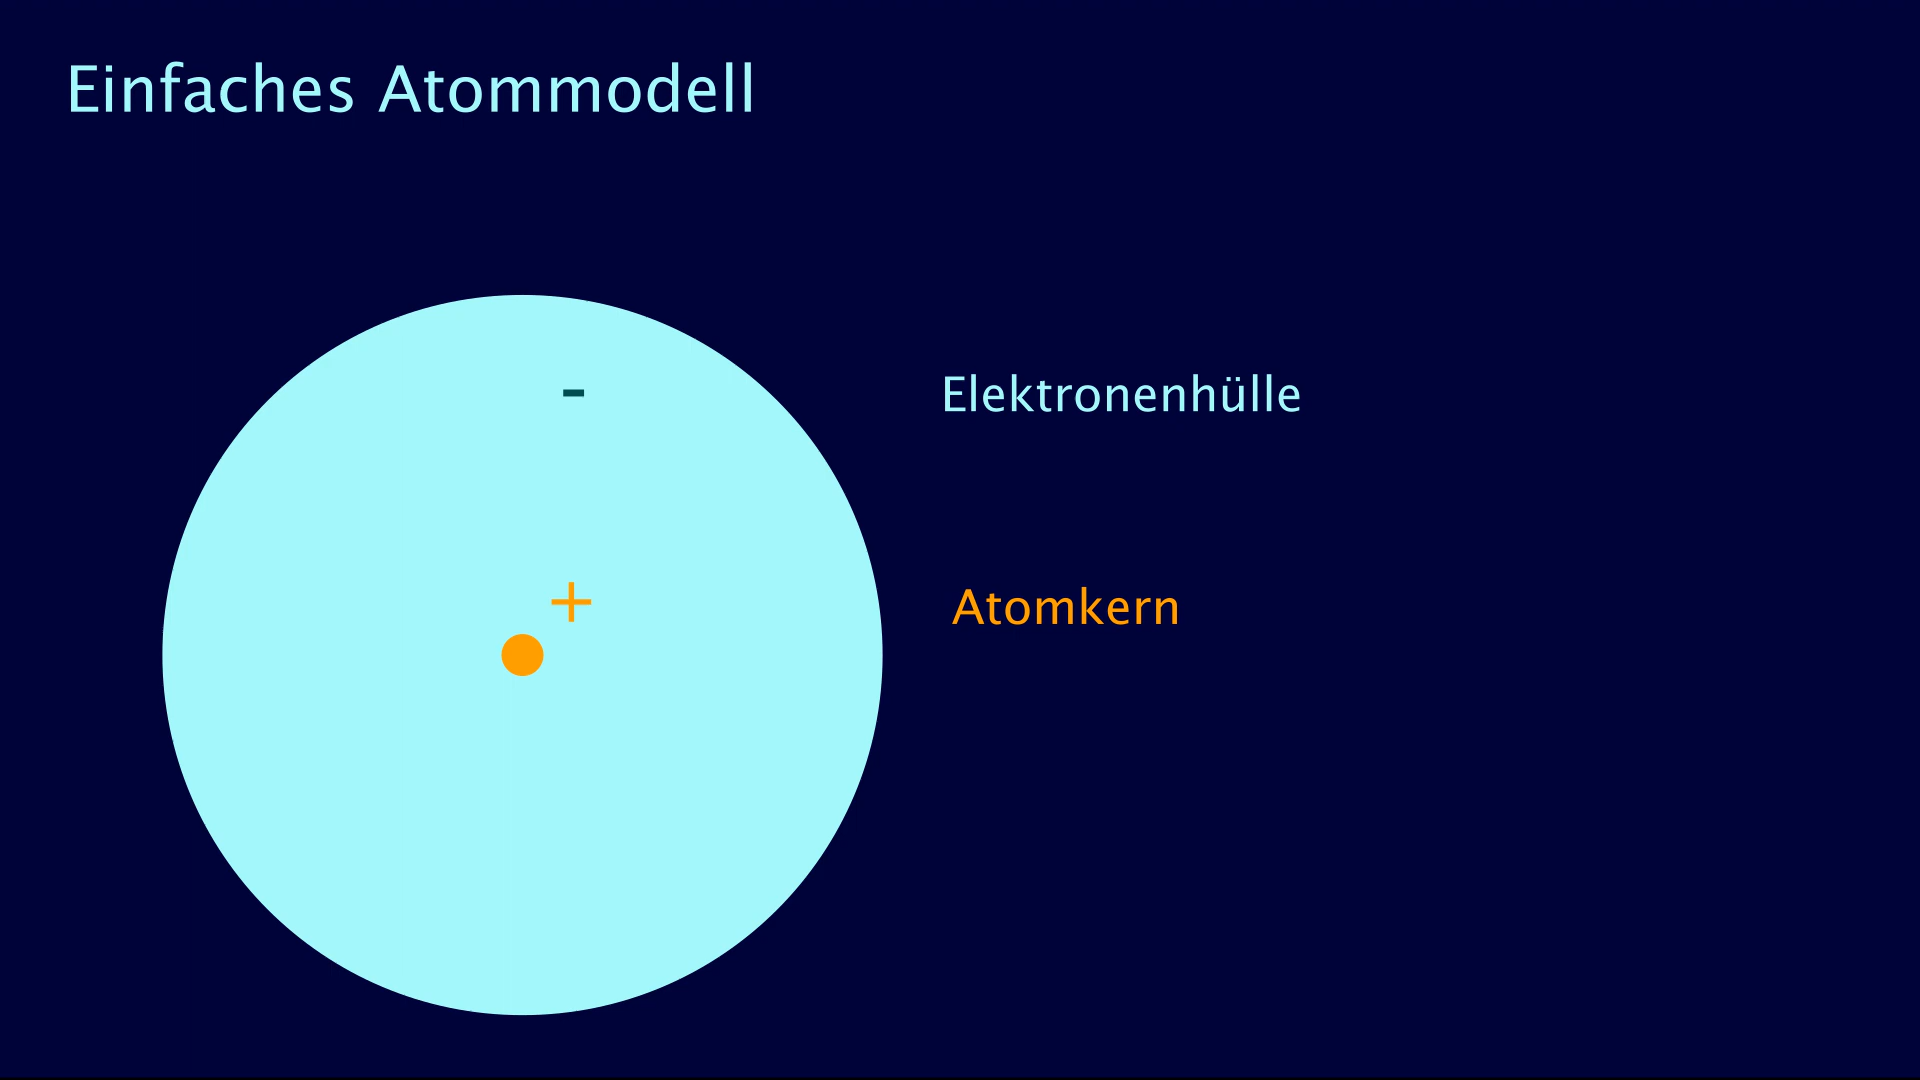 Einfaches Atommodell
-
Elektronenhülle
+
Atomkern